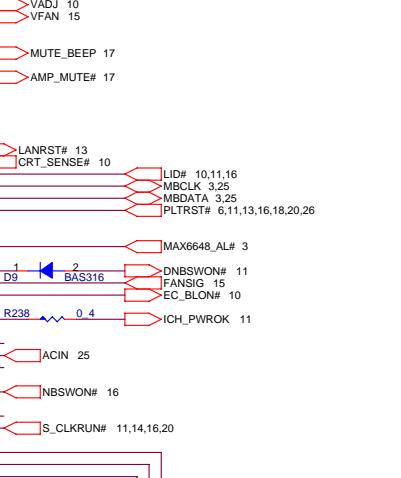 VADJ 10
VFAN 15
MUTE_BEEP 17
AMP_MUTE# 17
LANRST# 13
CRT_SENSE# 10
LID# 10,11,16
MBCLK 3,25
MBDATA 3,25
PLTRST# 6,11,13,16,18,20,26
MAX6648_AL# 3
1 2 DNBSWON# 11
D9 BAS316 FANSIG 15
EC_BLON# 10
R238 0_4 ICH_PWROK 11
ACIN 25
NBSWON# 16
S_CLKRUN# 11,14,16,20